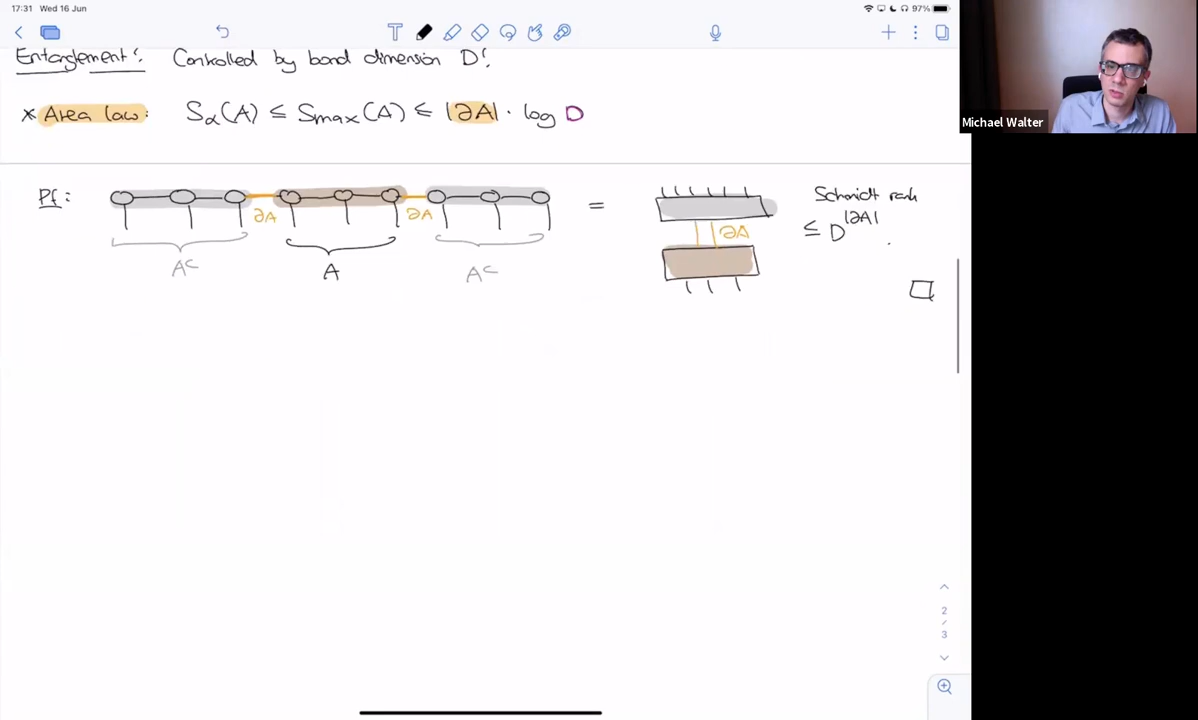 17:31 Wed 16 Jun
97%
Entanglement: Controlled by bond dimension D!
* Area law: Sα(A) ≤ Smax(A) ≤ |∂A| · log D
Michael Walter
Pf:
∂A
∂A
=
∂A
Schmidt rank
≤ D^|∂A|
A^C
A
A^C
2
/
3